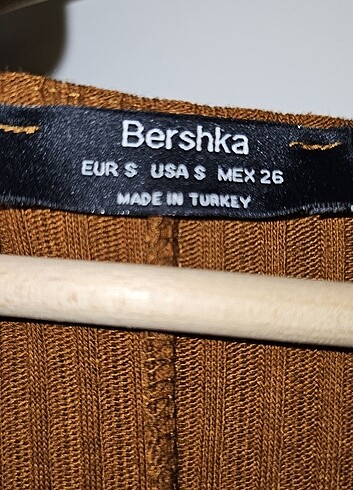 Bershka
EUR S USA S MEX 26
MADE IN TURKEY